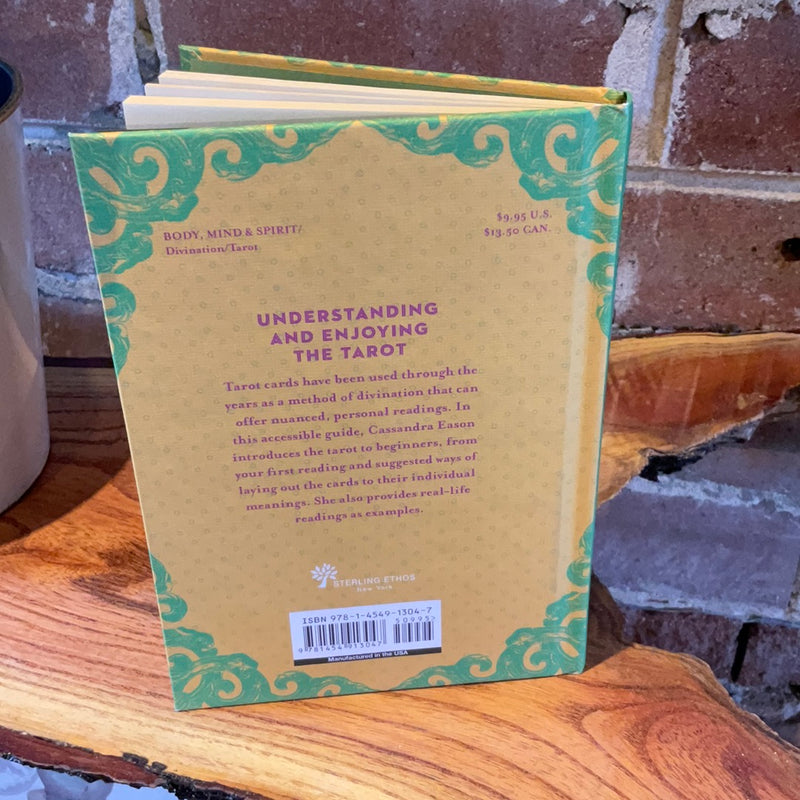 BODY, MIND & SPIRIT/
Divination/Tarot
$9.95 U.S.
$13.50 CAN.
UNDERSTANDING
AND ENJOYING
THE TAROT
Tarot cards have been used through the
years as a method of divination that can
offer nuanced, personal readings. In
this accessible guide, Cassandra Eason
introduces the tarot to beginners, from
your first reading and suggested ways of
laying out the cards to their individual
meanings. She also provides real-life
readings as examples.
STERLING ETHOS
New York
ISBN 978-1-4549-1304-7
50995>
9 781454 913047
Manufactured in the USA